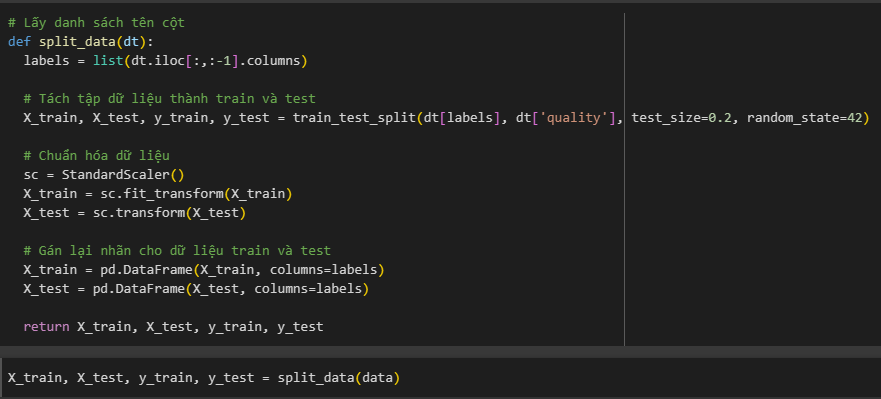 # Lấy danh sách tên cột
def split_data(dt):
  labels = list(dt.iloc[:,:-1].columns)
  # Tách tập dữ liệu thành train và test
  X_train, X_test, y_train, y_test = train_test_split(dt[labels], dt['quality'], test_size=0.2, random_state=42)
  # Chuẩn hóa dữ liệu
  sc = StandardScaler()
  X_train = sc.fit_transform(X_train)
  X_test = sc.transform(X_test)
  # Gán lại nhãn cho dữ liệu train và test
  X_train = pd.DataFrame(X_train, columns=labels)
  X_test = pd.DataFrame(X_test, columns=labels)
  return X_train, X_test, y_train, y_test
X_train, X_test, y_train, y_test = split_data(data)